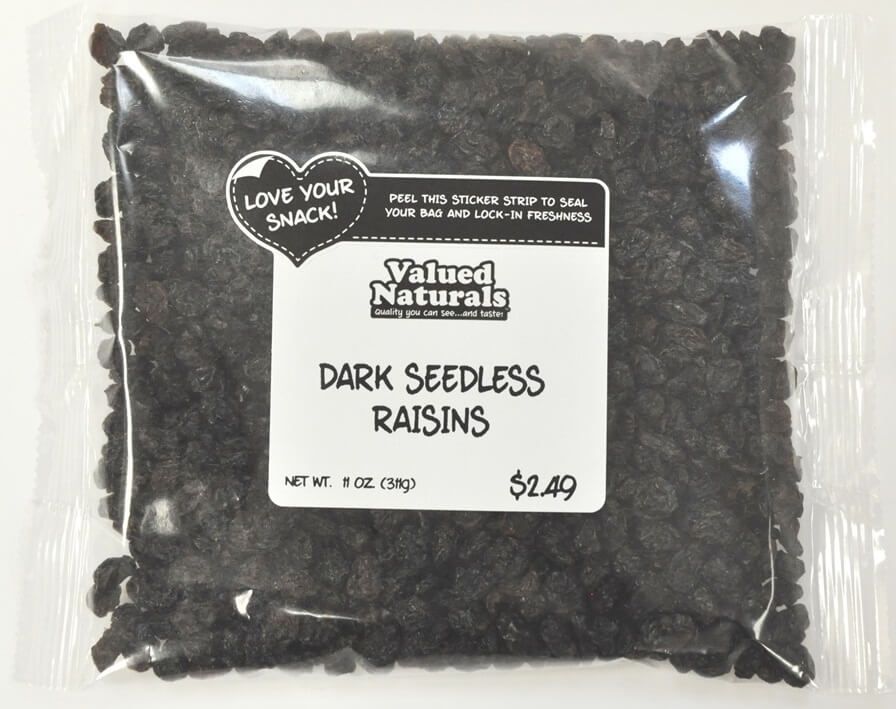 LOVE YOUR
SNACK!
PEEL THIS STICKER STRIP TO SEAL
YOUR BAG AND LOCK-IN FRESHNESS
Valued
Naturals
Quality you can see...and taste!
DARK SEEDLESS
RAISINS
NET WT. 11 OZ (311g)
$2.49